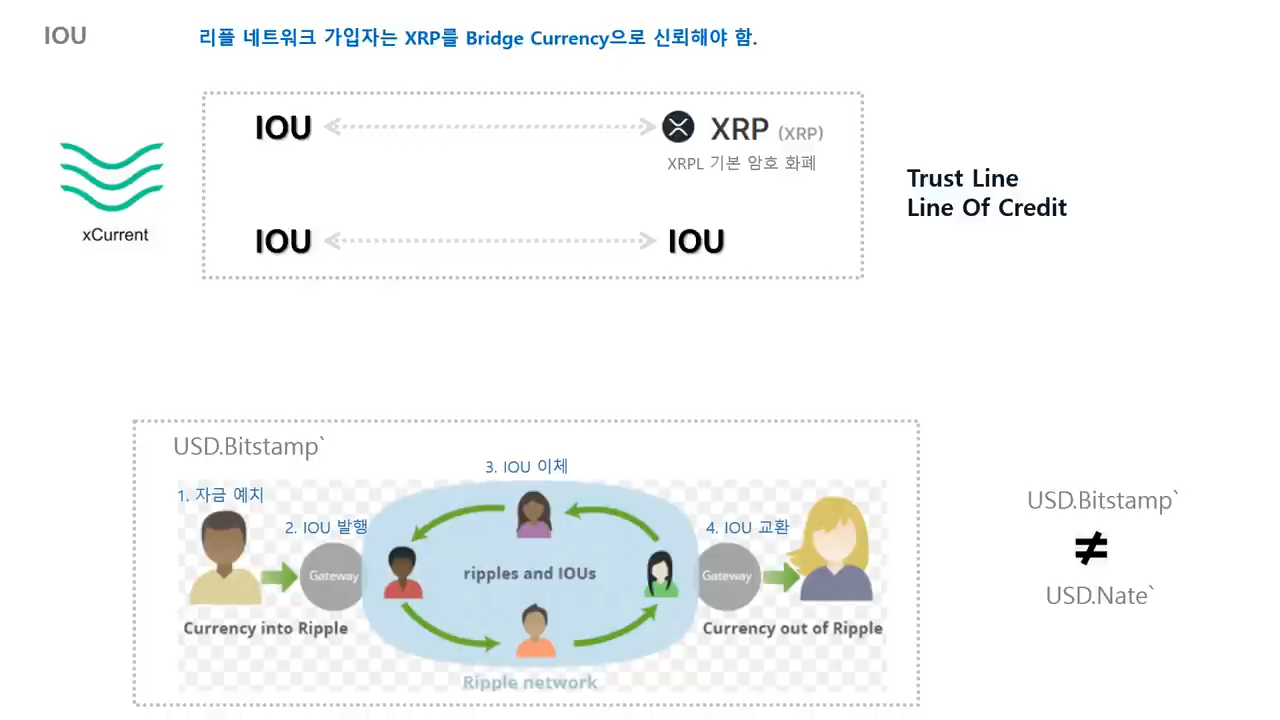 IOU
리플 네트워크 가입자는 XRP를 Bridge Currency으로 신뢰해야 함.
IOU
XRP (XRP)
XRPL 기본 암호 화폐
xCurrent
IOU
IOU
Trust Line
Line Of Credit
USD.Bitstamp`
3. IOU 이체
1. 자금 예치
2. IOU 발행
4. IOU 교환
Gateway
ripples and IOUs
Gateway
Currency into Ripple
Currency out of Ripple
Ripple network
USD.Bitstamp`
≠
USD.Nate`